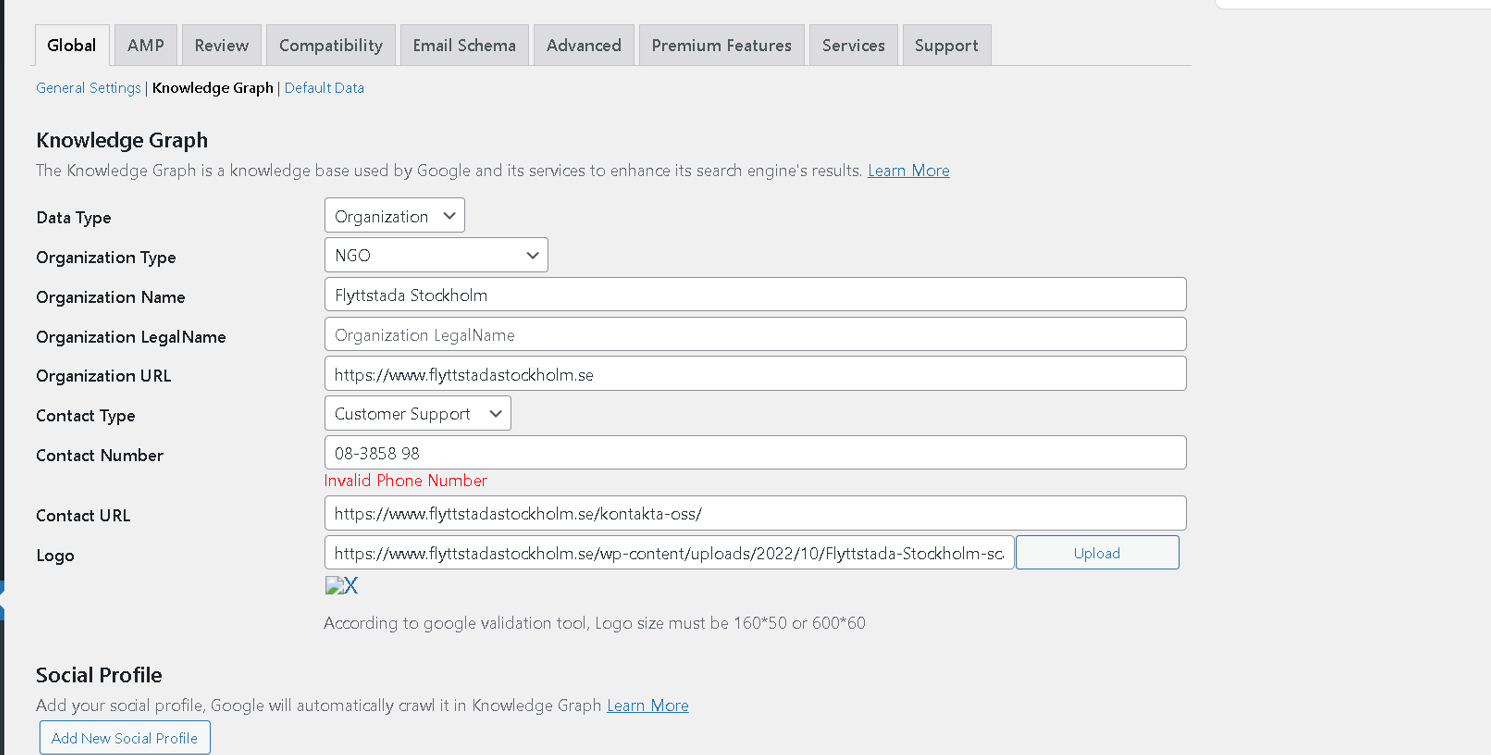 Global AMP Review Compatibility Email Schema Advanced Premium Features Services Support
General Settings | Knowledge Graph | Default Data
Knowledge Graph
The Knowledge Graph is a knowledge base used by Google and its services to enhance its search engine's results. Learn More
Data Type Organization
Organization Type NGO
Organization Name Flyttstada Stockholm
Organization LegalName Organization LegalName
Organization URL https://www.flyttstadastockholm.se
Contact Type Customer Support
Contact Number 08-3858 98
Invalid Phone Number
Contact URL https://www.flyttstadastockholm.se/kontakta-oss/
Logo https://www.flyttstadastockholm.se/wp-content/uploads/2022/10/Flyttstada-Stockholm-sc Upload
X
According to google validation tool, Logo size must be 160*50 or 600*60
Social Profile
Add your social profile, Google will automatically crawl it in Knowledge Graph Learn More
Add New Social Profile